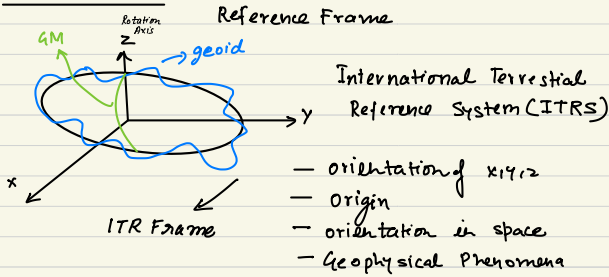 Reference Frame
Rotation
Axis
GM
Z
geoid
Y
X
ITR Frame
International Terrestial
Reference System (ITRS)
— orientation of x,y,z
— Origin
— orientation in space
— Geophysical Phenomena